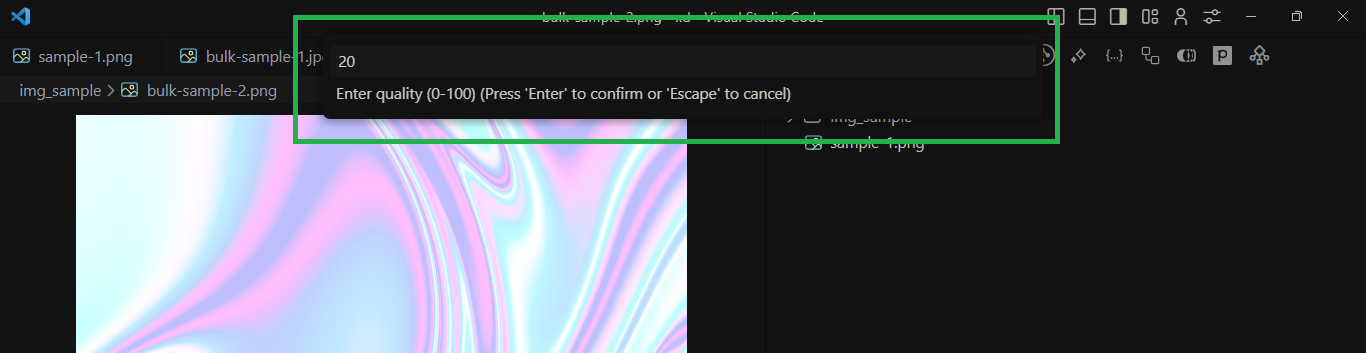 bulk-sample-2.png - xd - Visual Studio Code
sample-1.png
bulk-sample-1.jp
20
img_sample > bulk-sample-2.png
Enter quality (0-100) (Press 'Enter' to confirm or 'Escape' to cancel)
img_sample
sample-1.png